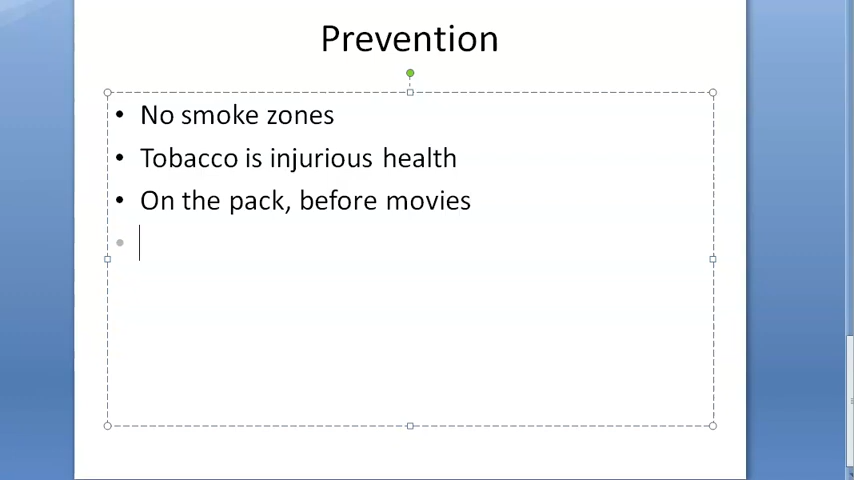 Prevention
• No smoke zones
• Tobacco is injurious health
• On the pack, before movies